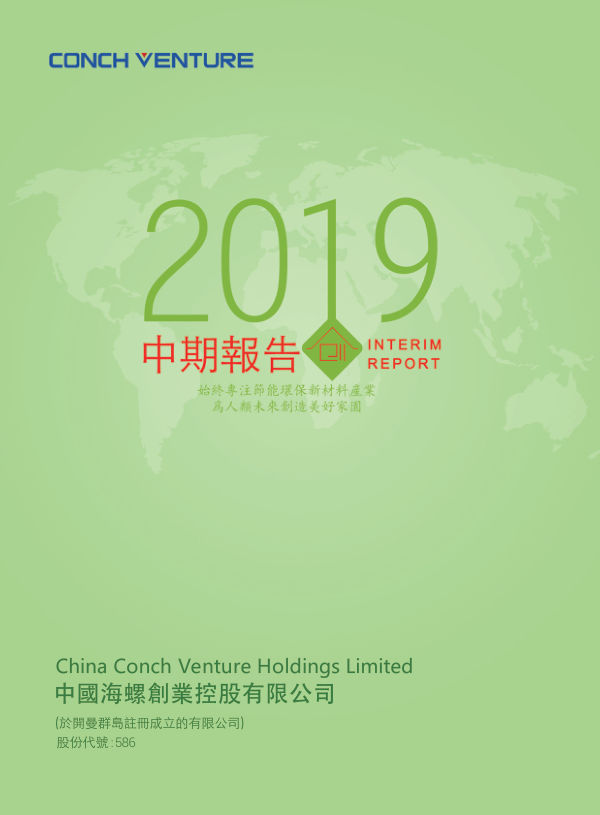 CONCH VENTURE
2019
中期報告
INTERIM
REPORT
始終專注節能環保新材料産業
爲人類未來創造美好家園
China Conch Venture Holdings Limited
中國海螺創業控股有限公司
(於開曼群島註冊成立的有限公司)
股份代號:586